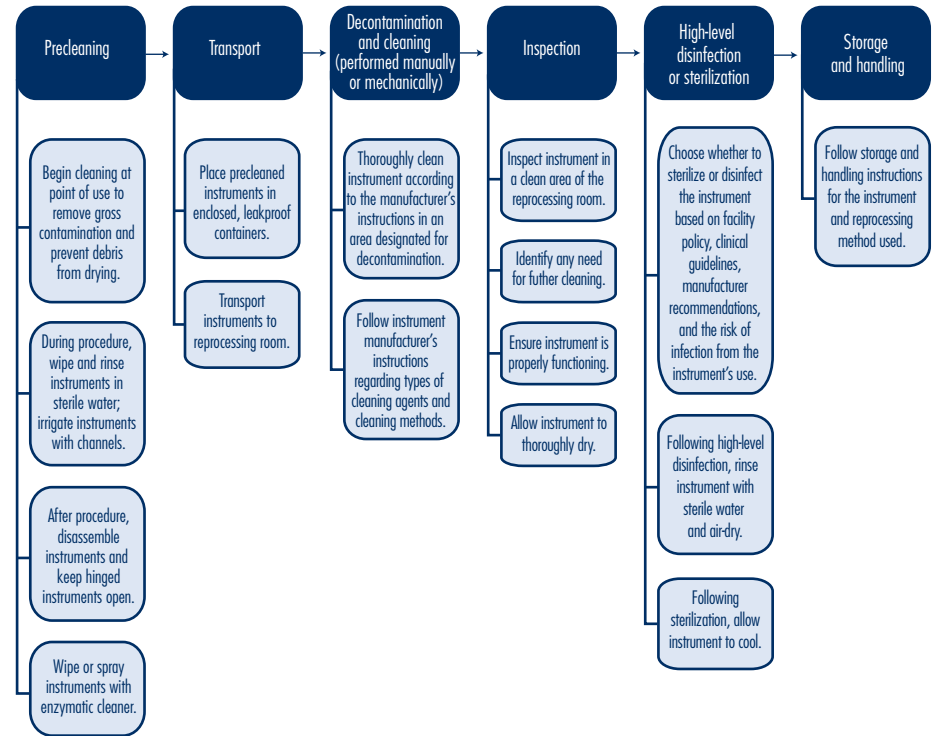 Precleaning
Begin cleaning at
point of use to
remove gross
contamination and
prevent debris
from drying.
During procedure,
wipe and rinse
instruments in
sterile water;
irrigate instruments
with channels.
After procedure,
disassemble
instruments and
keep hinged
instruments open.
Wipe or spray
instruments with
enzymatic cleaner.
Transport
Place precleaned
instruments in
enclosed, leakproof
containers.
Transport
instruments to
reprocessing room.
Decontamination
and cleaning
(performed manually
or mechanically)
Thoroughly clean
instrument according
to the manufacturer’s
instructions in an
area designated for
decontamination.
Follow instrument
manufacturer’s
instructions
regarding types of
cleaning agents and
cleaning methods.
Inspection
Inspect instrument in
a clean area of the
reprocessing room.
Identify any need
for futher cleaning.
Ensure instrument is
properly functioning.
Allow instrument to
thoroughly dry.
High-level
disinfection
or sterilization
Choose whether to
sterilize or disinfect
the instrument
based on facility
policy, clinical
guidelines,
manufacturer
recommendations,
and the risk of
infection from the
instrument’s use.
Following high-level
disinfection, rinse
instrument with
sterile water
and air-dry.
Following
sterilization, allow
instrument to cool.
Storage
and handling
Follow storage and
handling instructions
for the instrument
and reprocessing
method used.